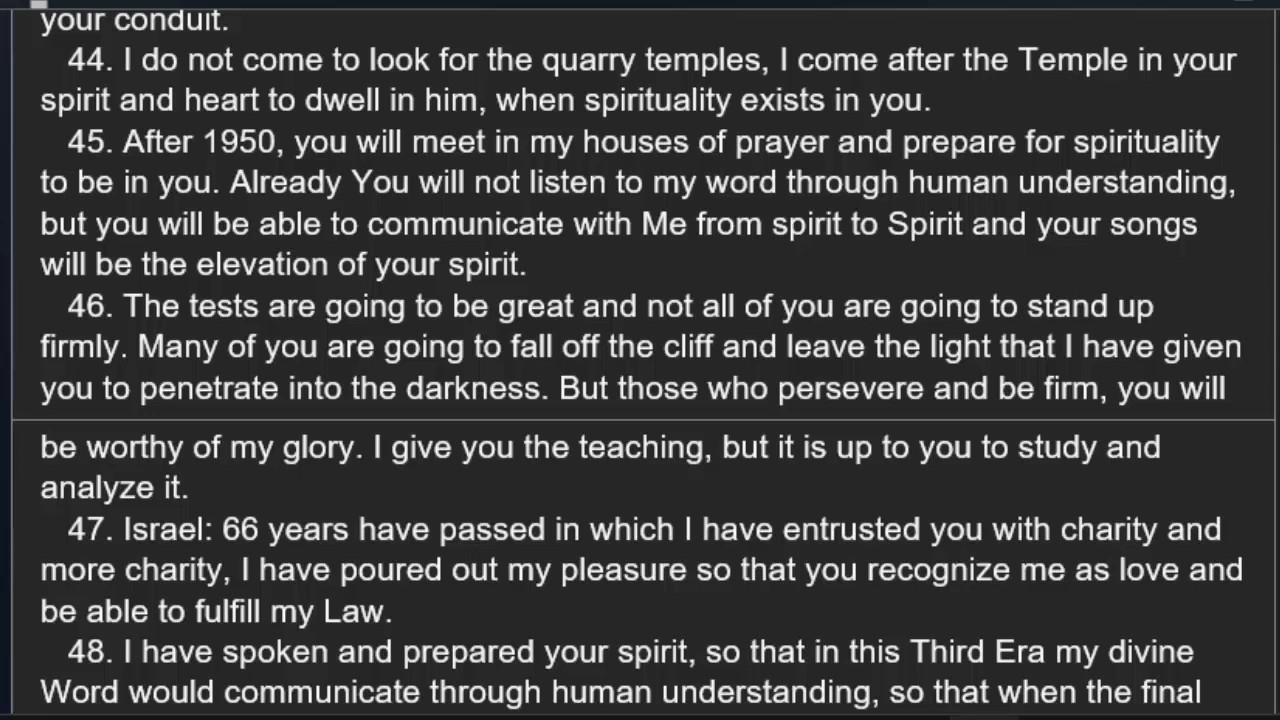 your conduit.
44. I do not come to look for the quarry temples, I come after the Temple in your
spirit and heart to dwell in him, when spirituality exists in you.
45. After 1950, you will meet in my houses of prayer and prepare for spirituality
to be in you. Already You will not listen to my word through human understanding,
but you will be able to communicate with Me from spirit to Spirit and your songs
will be the elevation of your spirit.
46. The tests are going to be great and not all of you are going to stand up
firmly. Many of you are going to fall off the cliff and leave the light that I have given
you to penetrate into the darkness. But those who persevere and be firm, you will
be worthy of my glory. I give you the teaching, but it is up to you to study and
analyze it.
47. Israel: 66 years have passed in which I have entrusted you with charity and
more charity, I have poured out my pleasure so that you recognize me as love and
be able to fulfill my Law.
48. I have spoken and prepared your spirit, so that in this Third Era my divine
Word would communicate through human understanding, so that when the final